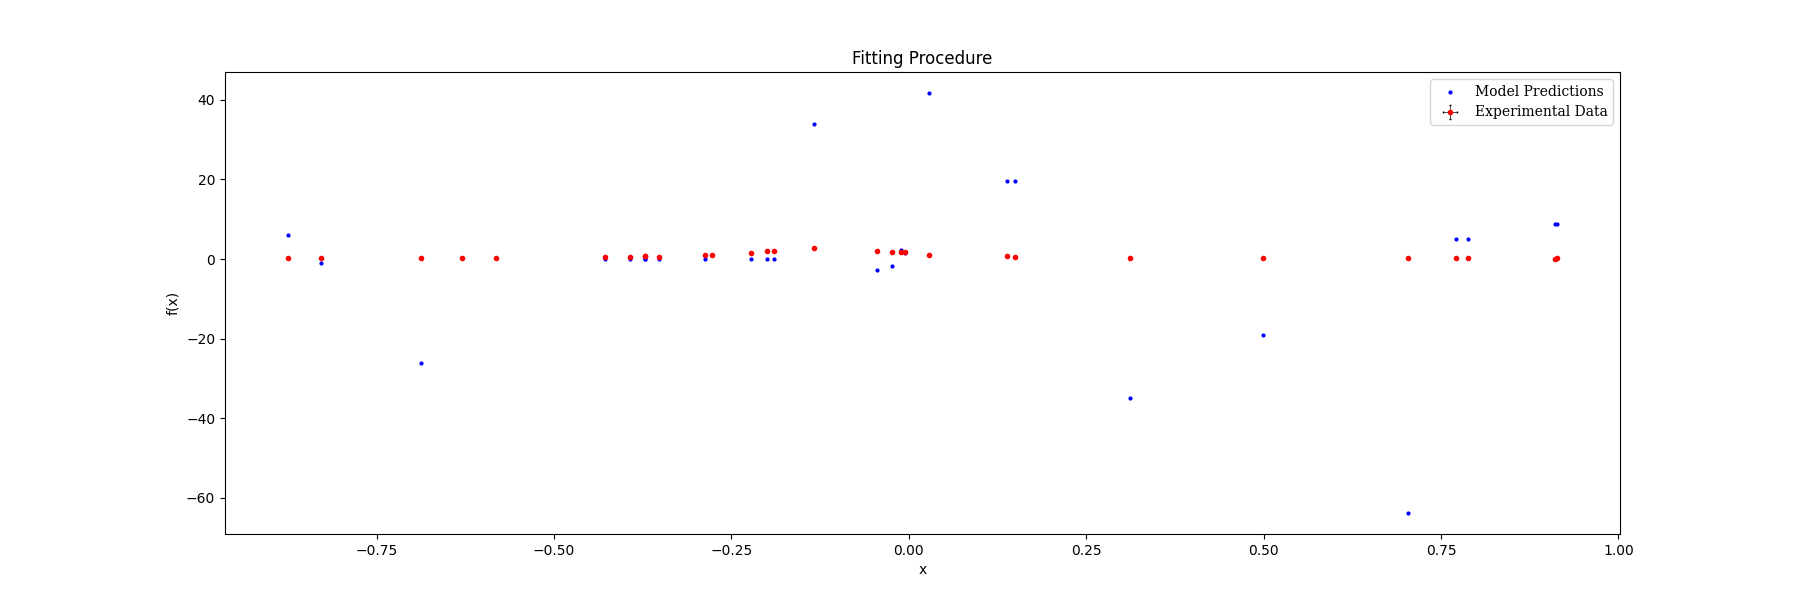 Fitting Procedure
Model Predictions
Experimental Data
f(x)
40
20
0
−20
−40
−60
−0.75
−0.50
−0.25
0.00
0.25
0.50
0.75
1.00
x